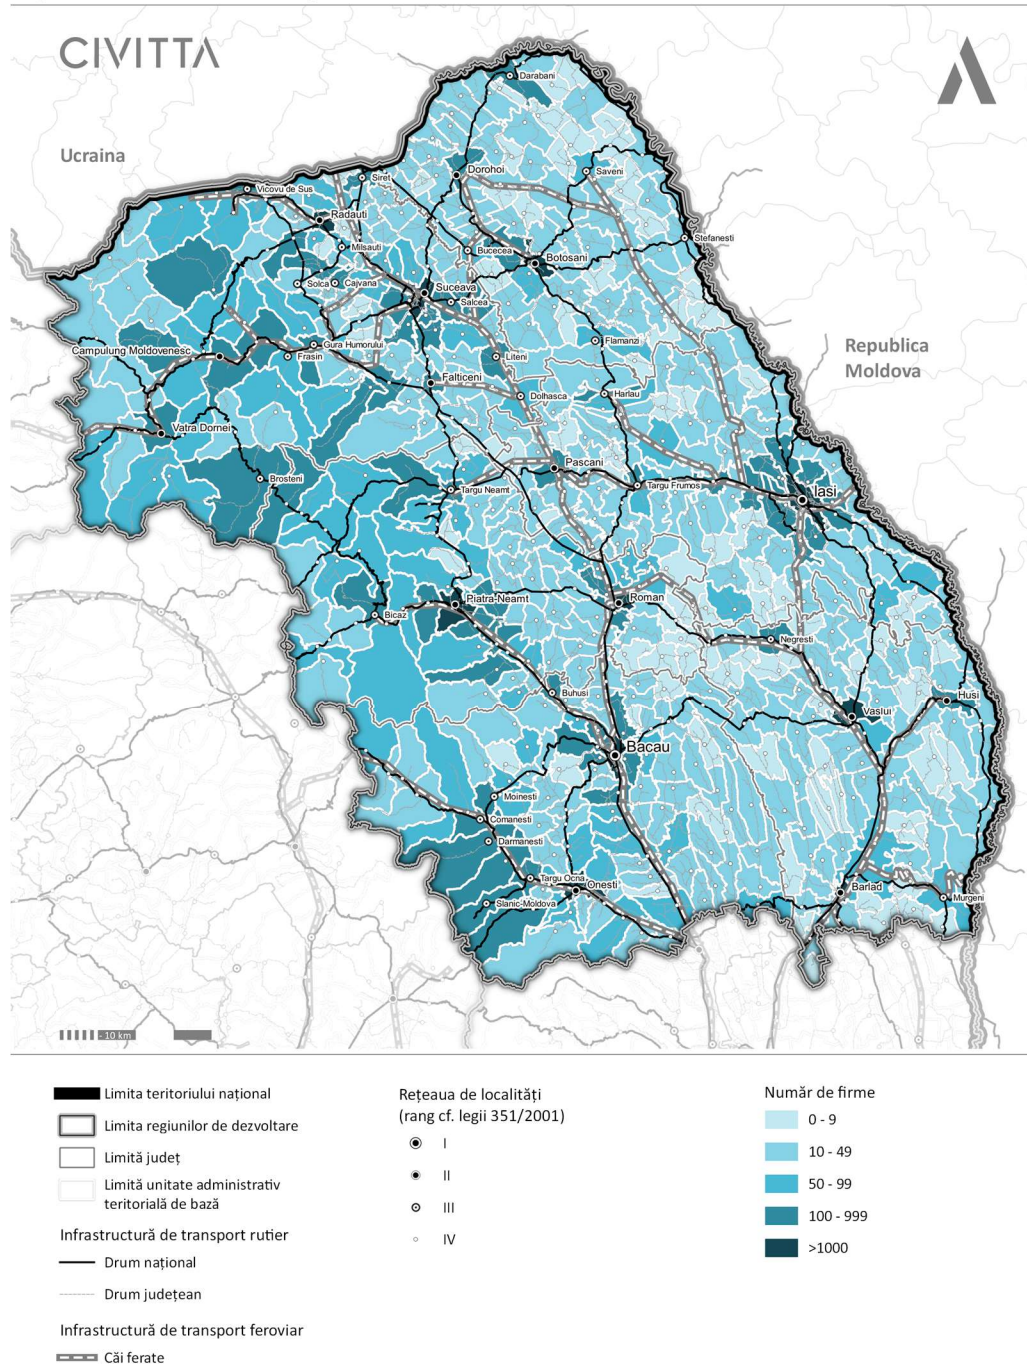 CIVITTA
Ucraina
Republica
Moldova
Darabani
Dorohoi
Saveni
Siret
Vicovu de Sus
Radauti
Stefanesti
Milsauti
Bucecea
Botosani
Solca
Cajvana
Suceava
Salcea
Flamanzi
Gura Humorului
Campulung Moldovenesc
Frasin
Liteni
Falticeni
Dolhasca
Harlau
Vatra Dornei
Pascani
Brosteni
Targu Neamt
Targu Frumos
Iasi
Piatra-Neamt
Roman
Bicaz
Negresti
Buhusi
Husi
Vaslui
Bacau
Moinesti
Comanesti
Darmanesti
Targu Ocna
Onesti
Barlad
Slanic-Moldova
Murgeni
10 km
Limita teritoriului național
Limita regiunilor de dezvoltare
Limită județ
Limită unitate administrativ
teritorială de bază
Infrastructură de transport rutier
Drum național
Drum județean
Infrastructură de transport feroviar
Căi ferate
Rețeaua de localități
(rang cf. legii 351/2001)
I
II
III
IV
Număr de firme
0 - 9
10 - 49
50 - 99
100 - 999
>1000